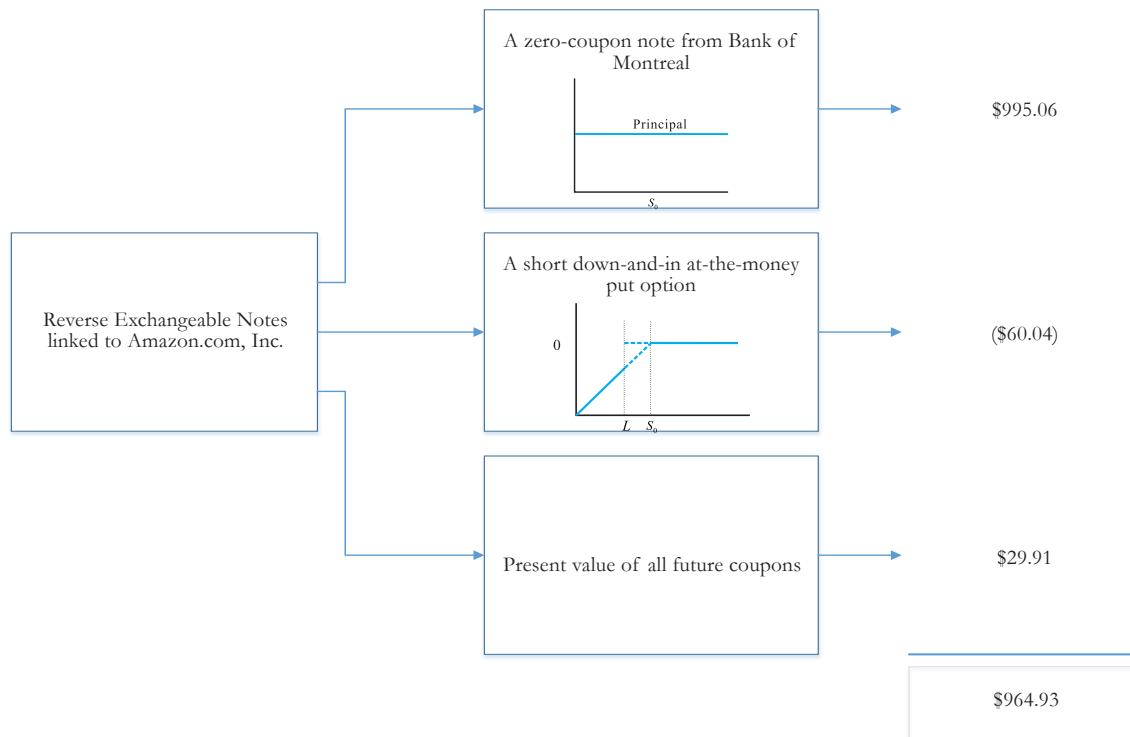 A zero-coupon note from Bank of
Montreal
Principal
S₀
$995.06
Reverse Exchangeable Notes
linked to Amazon.com, Inc.
A short down-and-in at-the-money
put option
0
L S₀
($60.04)
Present value of all future coupons
$29.91
$964.93